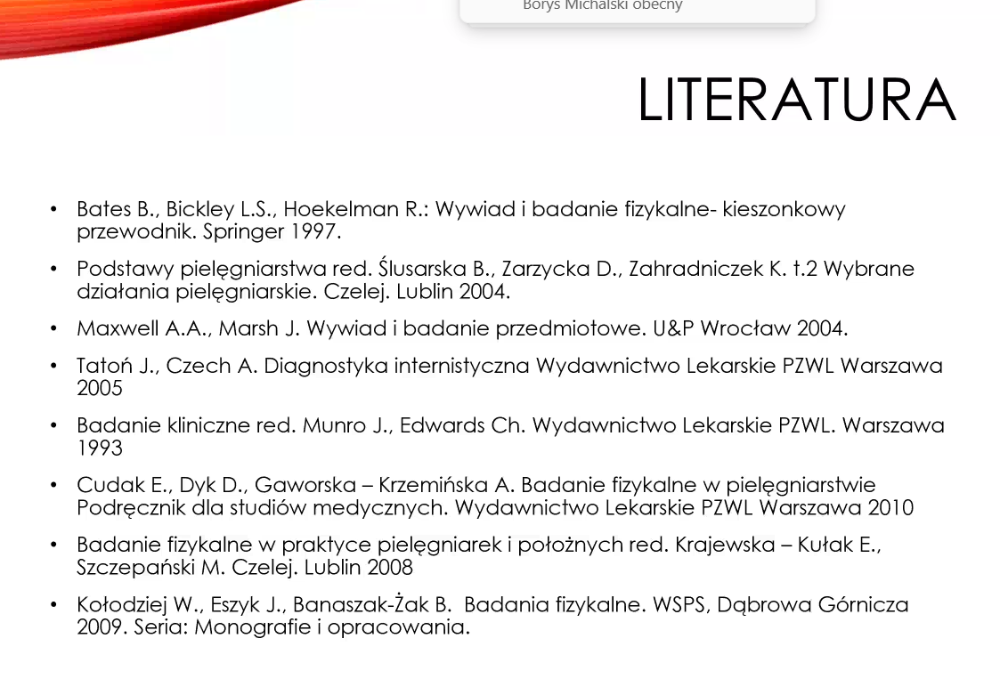 Borys Michalski obecny
LITERATURA
• Bates B., Bickley L.S., Hoekelman R.: Wywiad i badanie fizykalne- kieszonkowy
przewodnik. Springer 1997.
• Podstawy pielęgniarstwa red. Ślusarska B., Zarzycka D., Zahradniczek K. t.2 Wybrane
działania pielęgniarskie. Czelej. Lublin 2004.
• Maxwell A.A., Marsh J. Wywiad i badanie przedmiotowe. U&P Wrocław 2004.
• Tatoń J., Czech A. Diagnostyka internistyczna Wydawnictwo Lekarskie PZWL Warszawa
2005
• Badanie kliniczne red. Munro J., Edwards Ch. Wydawnictwo Lekarskie PZWL. Warszawa
1993
• Cudak E., Dyk D., Gaworska – Krzemińska A. Badanie fizykalne w pielęgniarstwie
Podręcznik dla studiów medycznych. Wydawnictwo Lekarskie PZWL Warszawa 2010
• Badanie fizykalne w praktyce pielęgniarek i położnych red. Krajewska – Kułak E.,
Szczepański M. Czelej. Lublin 2008
• Kołodziej W., Eszyk J., Banaszak-Żak B.  Badania fizykalne. WSPS, Dąbrowa Górnicza
2009. Seria: Monografie i opracowania.